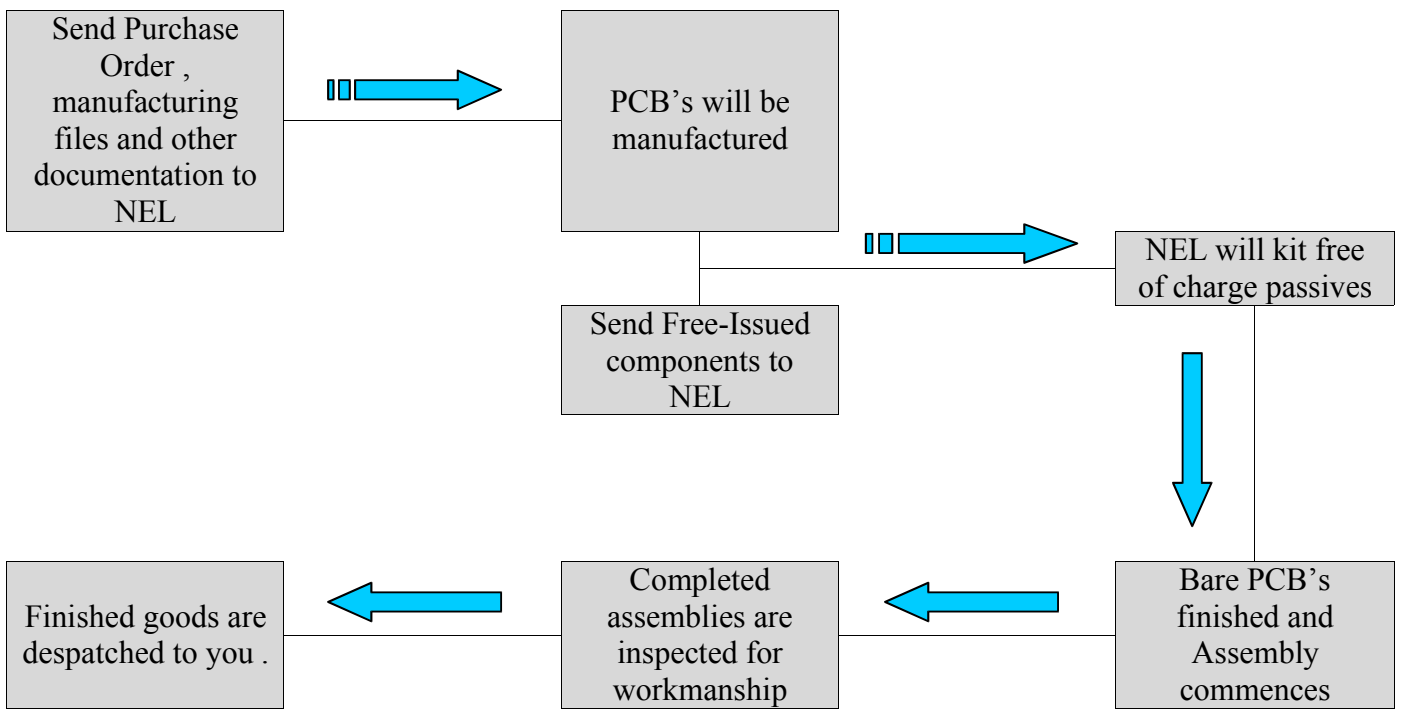 Send Purchase
Order ,
manufacturing
files and other
documentation to
NEL
PCB’s will be
manufactured
NEL will kit free
of charge passives
Send Free-Issued
components to
NEL
Bare PCB’s
finished and
Assembly
commences
Completed
assemblies are
inspected for
workmanship
Finished goods are
despatched to you .